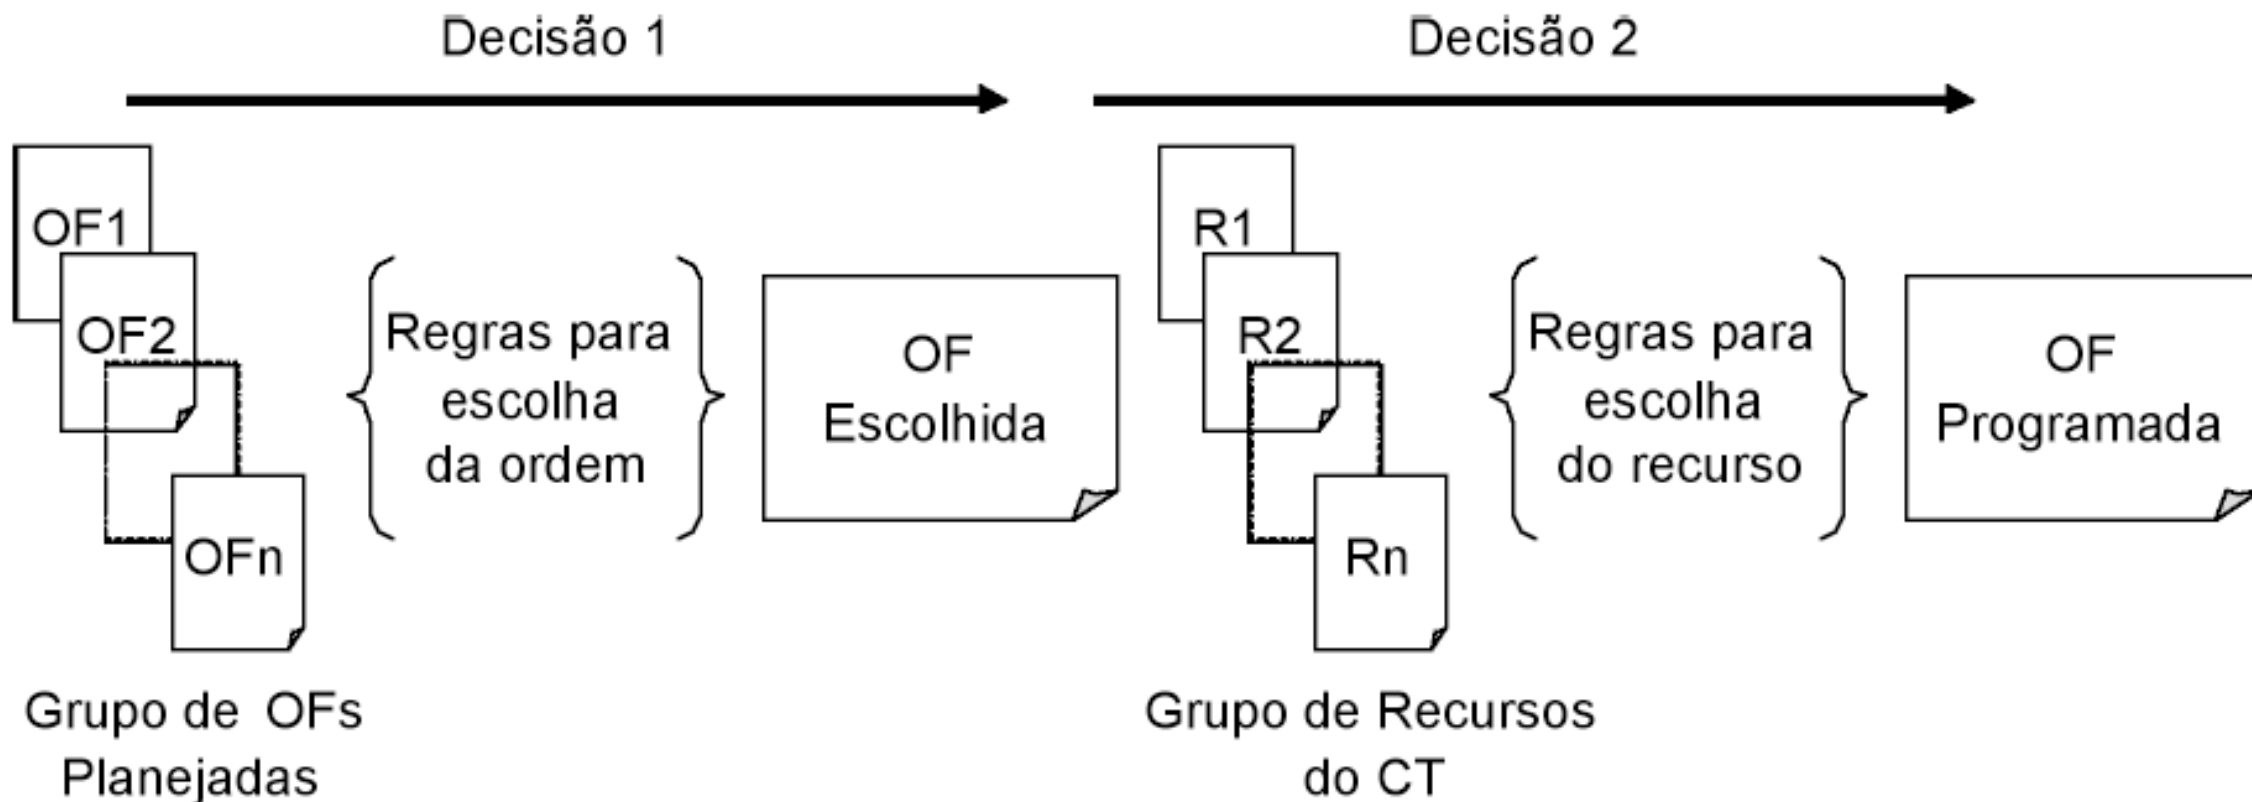 Decisão 1
Decisão 2
OF1
OF2
OFn
Grupo de OFs
Planejadas
Regras para
escolha
da ordem
OF
Escolhida
R1
R2
Rn
Grupo de Recursos
do CT
Regras para
escolha
do recurso
OF
Programada